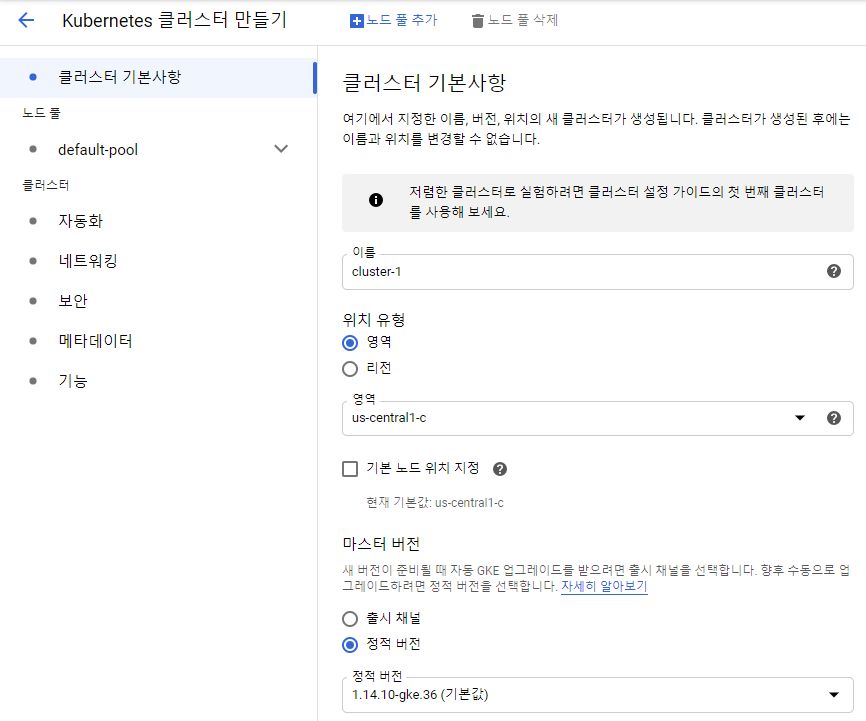 Kubernetes 클러스터 만들기
노드 풀 추가
노드 풀 삭제
클러스터 기본사항
노드 풀
default-pool
클러스터
자동화
네트워킹
보안
메타데이터
기능
클러스터 기본사항
여기에서 지정한 이름, 버전, 위치의 새 클러스터가 생성됩니다. 클러스터가 생성된 후에는
이름과 위치를 변경할 수 없습니다.
저렴한 클러스터로 실험하려면 클러스터 설정 가이드의 첫 번째 클러스터
를 사용해 보세요.
이름
cluster-1
위치 유형
영역
리전
영역
us-central1-c
기본 노드 위치 지정
현재 기본값: us-central1-c
마스터 버전
새 버전이 준비될 때 자동 GKE 업그레이드를 받으려면 출시 채널을 선택합니다. 향후 수동으로 업
그레이드하려면 정적 버전을 선택합니다. 자세히 알아보기
출시 채널
정적 버전
정적 버전
1.14.10-gke.36 (기본값)